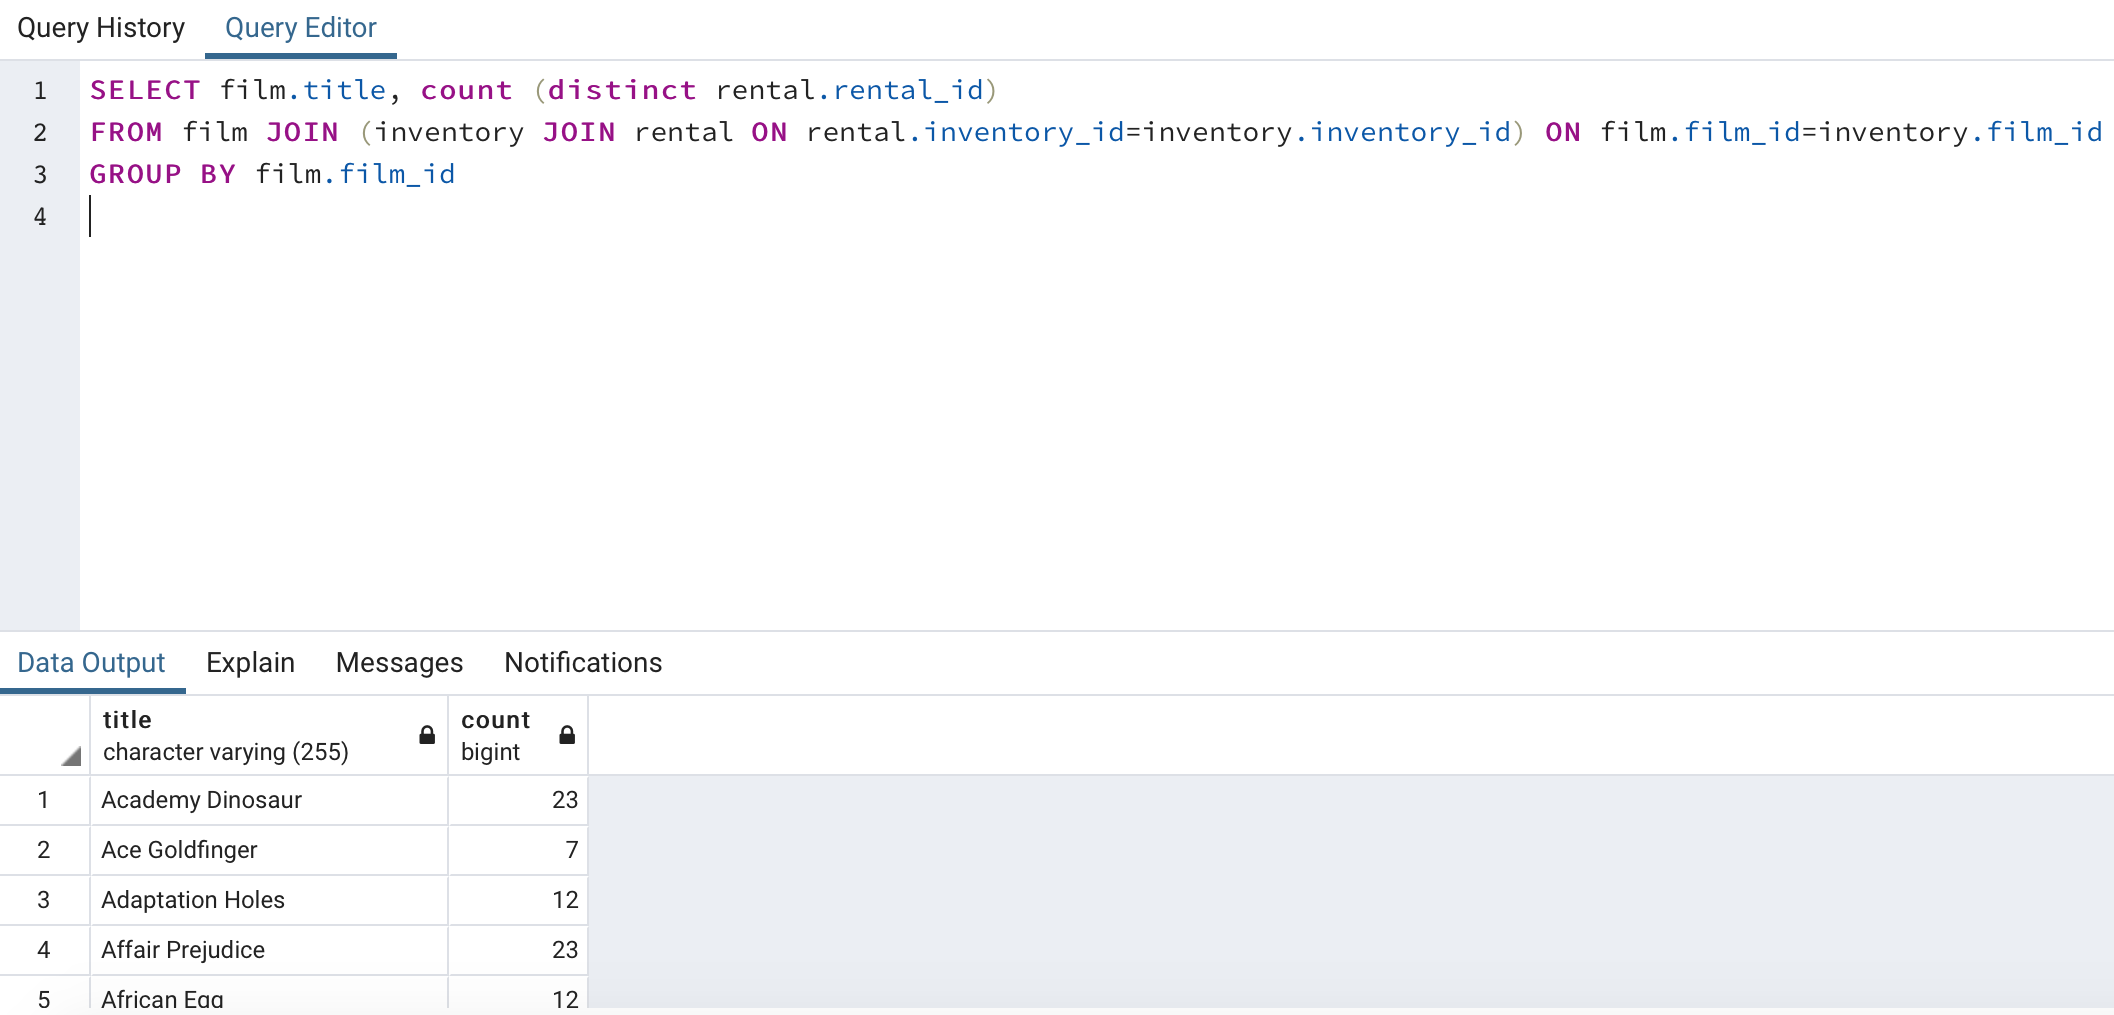 Query History Query Editor
1 SELECT film.title, count (distinct rental.rental_id)
2 FROM film JOIN (inventory JOIN rental ON rental.inventory_id=inventory.inventory_id) ON film.film_id=inventory.film_id
3 GROUP BY film.film_id
4
Data Output Explain Messages Notifications
title count
character varying (255) bigint
1 Academy Dinosaur 23
2 Ace Goldfinger 7
3 Adaptation Holes 12
4 Affair Prejudice 23
5 African Egg 12